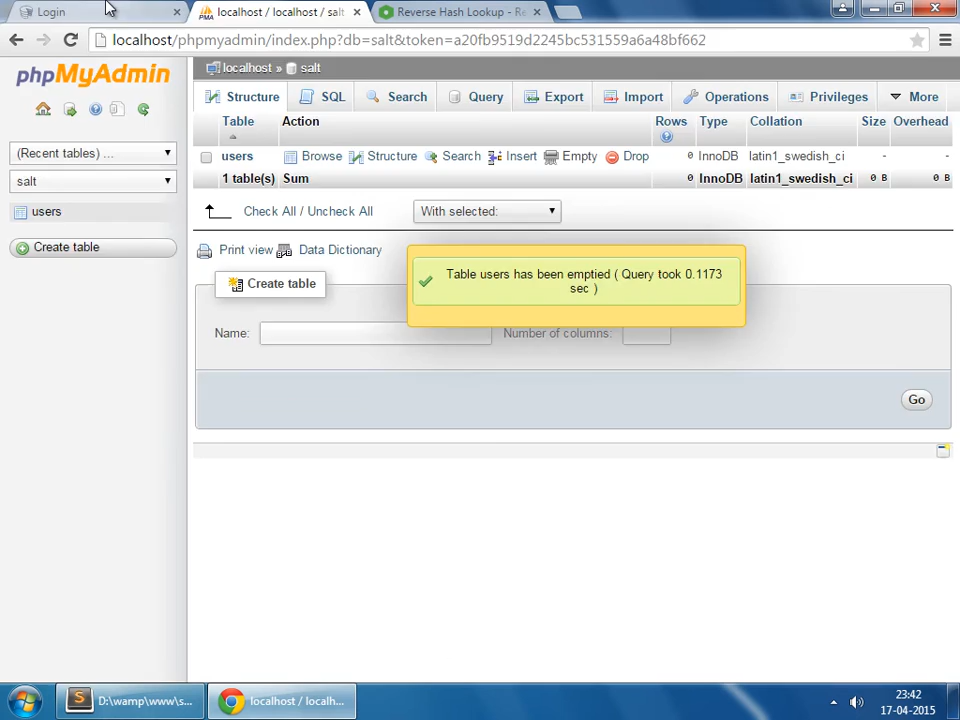 Login
localhost / localhost / salt
Reverse Hash Lookup - Re
localhost/phpmyadmin/index.php?db=salt&token=a20fb9519d2245bc531559a6a48bf662
phpMyAdmin
localhost » salt
Structure SQL Search Query Export Import Operations Privileges More
Table Action Rows Type Collation Size Overhead
(Recent tables) ...
users Browse Structure Search Insert Empty Drop 0 InnoDB latin1_swedish_ci - -
salt
1 table(s) Sum 0 InnoDB latin1_swedish_ci 0 B 0 B
users
Check All / Uncheck All With selected:
Create table
Print view Data Dictionary
Table users has been emptied ( Query took 0.1173
sec )
Create table
Name: Number of columns:
Go
D:\wamp\www\s...
localhost / localh...
23:42
17-04-2015